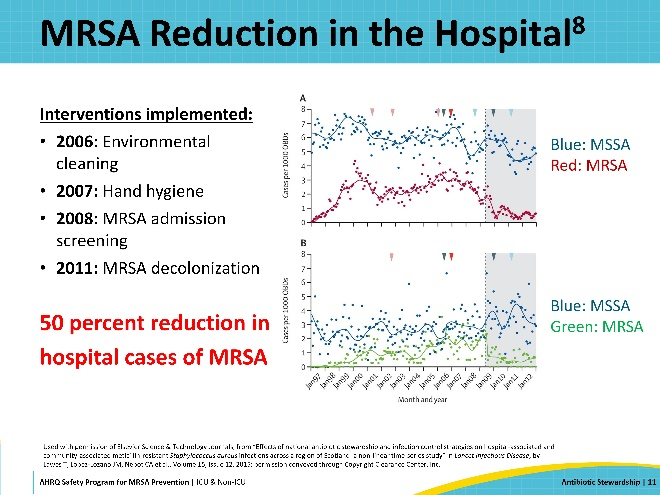 MRSA Reduction in the Hospital⁸
Interventions implemented:
• 2006: Environmental
cleaning
• 2007: Hand hygiene
• 2008: MRSA admission
screening
• 2011: MRSA decolonization
50 percent reduction in
hospital cases of MRSA
A
Cases per 1000 OBDs
8
7
6
5
4
3
2
1
0
Blue: MSSA
Red: MRSA
B
Cases per 1000 OBDs
8
7
6
5
4
3
2
1
0
Jan97 Jan98 Jan99 Jan00 Jan01 Jan02 Jan03 Jan04 Jan05 Jan06 Jan07 Jan08 Jan09 Jan10 Jan11 Jan12
Month and year
Blue: MSSA
Green: MRSA
Used with permission of Elsevier Science & Technology Journals, from "Effects of national antibiotic stewardship and infection control strategies on hospital-associated and
community-associated meticillin-resistant Staphylococcus aureus infections across a region of Scotland: a non-linear time-series study" in Lancet Infectious Disease, by
Lawes T, Lopez-Lozano JM, Nebot CA et al., Volume 15, Issue 12, 2015; permission conveyed through Copyright Clearance Center, Inc.
AHRQ Safety Program for MRSA Prevention | ICU & Non-ICU
Antibiotic Stewardship | 11